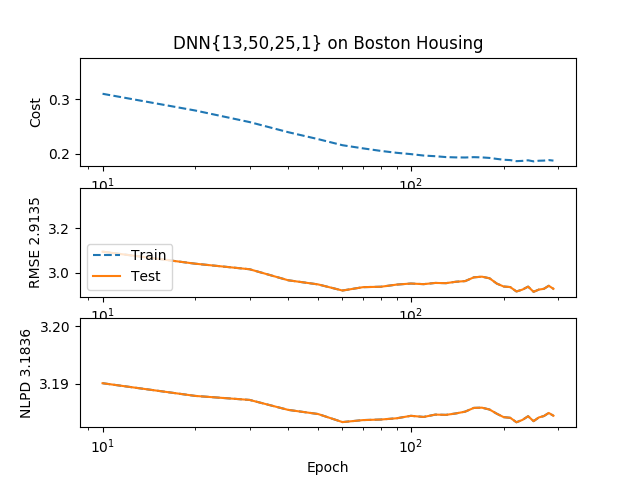 DNN{13,50,25,1} on Boston Housing
Cost
0.3
0.2
10¹ 10²
RMSE 2.9135
3.2
3.0
Train
Test
10¹ 10²
NLPD 3.1836
3.20
3.19
10¹ 10²
Epoch